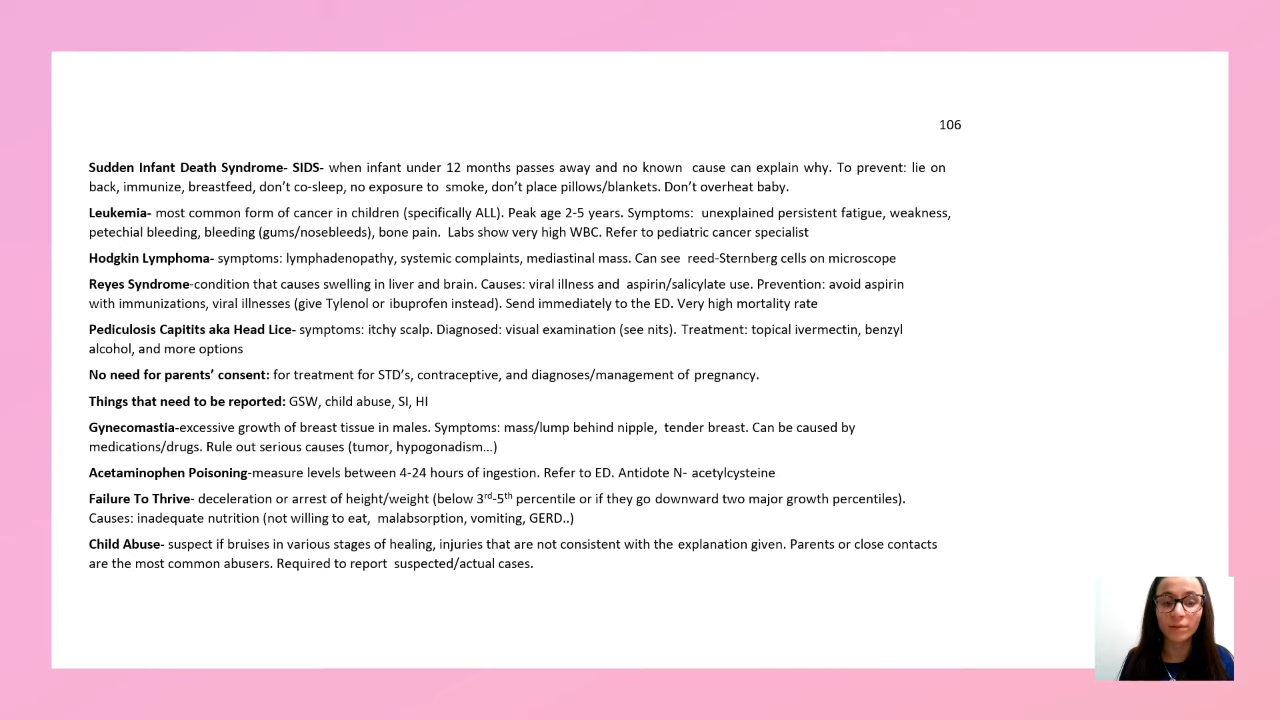 106
Sudden Infant Death Syndrome- SIDS- when infant under 12 months passes away and no known cause can explain why. To prevent: lie on
back, immunize, breastfeed, don't co-sleep, no exposure to smoke, don't place pillows/blankets. Don't overheat baby.
Leukemia- most common form of cancer in children (specifically ALL). Peak age 2-5 years. Symptoms: unexplained persistent fatigue, weakness,
petechial bleeding, bleeding (gums/nosebleeds), bone pain. Labs show very high WBC. Refer to pediatric cancer specialist
Hodgkin Lymphoma- symptoms: lymphadenopathy, systemic complaints, mediastinal mass. Can see reed-Sternberg cells on microscope
Reyes Syndrome-condition that causes swelling in liver and brain. Causes: viral illness and aspirin/salicylate use. Prevention: avoid aspirin
with immunizations, viral illnesses (give Tylenol or ibuprofen instead). Send immediately to the ED. Very high mortality rate
Pediculosis Capitits aka Head Lice- symptoms: itchy scalp. Diagnosed: visual examination (see nits). Treatment: topical ivermectin, benzyl
alcohol, and more options
No need for parents' consent: for treatment for STD's, contraceptive, and diagnoses/management of pregnancy.
Things that need to be reported: GSW, child abuse, SI, HI
Gynecomastia-excessive growth of breast tissue in males. Symptoms: mass/lump behind nipple, tender breast. Can be caused by
medications/drugs. Rule out serious causes (tumor, hypogonadism...)
Acetaminophen Poisoning-measure levels between 4-24 hours of ingestion. Refer to ED. Antidote N- acetylcysteine
Failure To Thrive- deceleration or arrest of height/weight (below 3rd-5th percentile or if they go downward two major growth percentiles).
Causes: inadequate nutrition (not willing to eat, malabsorption, vomiting, GERD..)
Child Abuse- suspect if bruises in various stages of healing, injuries that are not consistent with the explanation given. Parents or close contacts
are the most common abusers. Required to report suspected/actual cases.